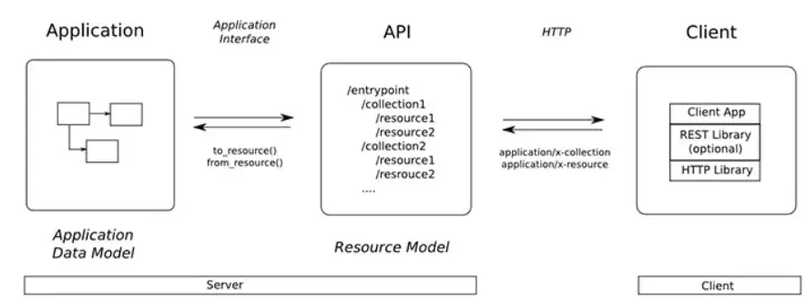 Application
Application
Interface
API
HTTP
Client
/entrypoint
/collection1
/resource1
/resource2
/collection2
/resource1
/resrouce2
....
to_resource()
from_resource()
application/x-collection
application/x-resource
Client App
REST Library
(optional)
HTTP Library
Application
Data Model
Resource Model
Server
Client